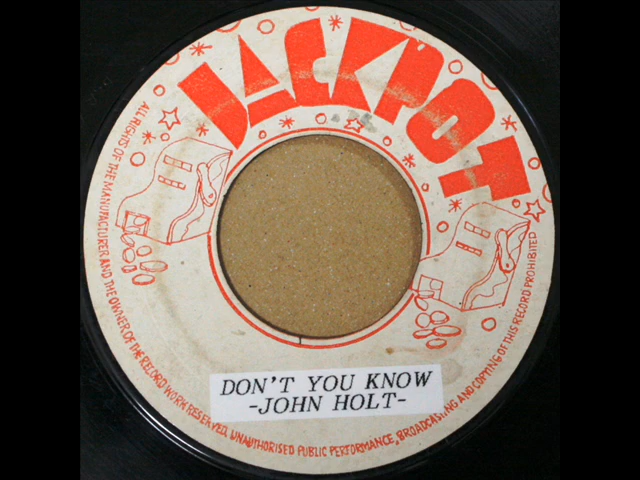 JACKPOT
DON'T YOU KNOW
-JOHN HOLT-
ALL RIGHTS OF THE MANUFACTURER AND THE OWNER OF THE RECORD WORK RESERVED, UNAUTHORISED PUBLIC PERFORMANCE, BROADCASTING AND COPYING OF THIS RECORD PROHIBITED